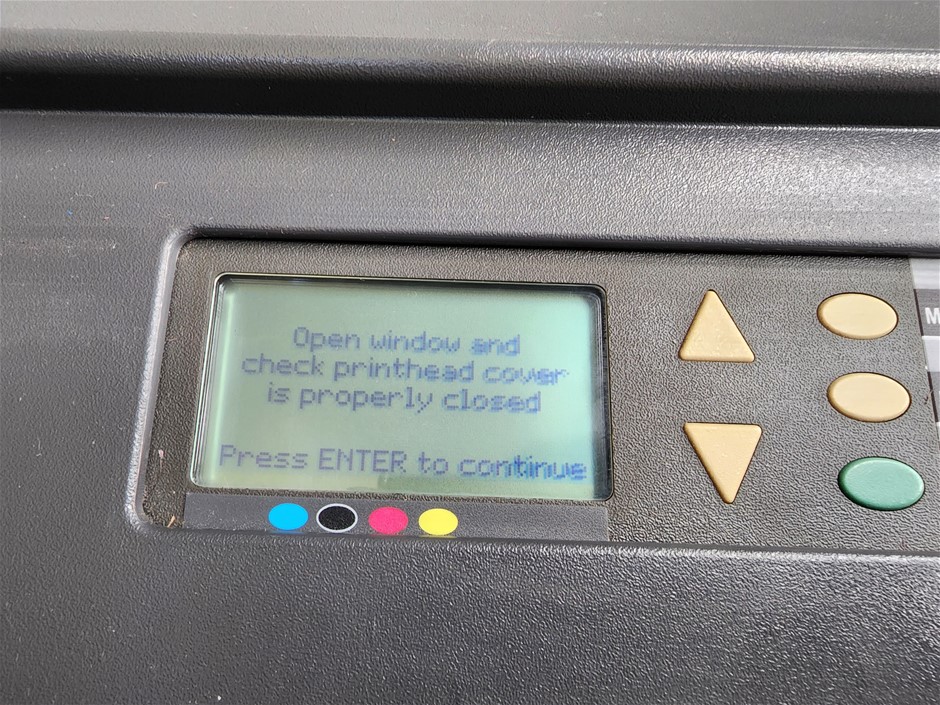 Open window and
check printhead cover
is properly closed
Press ENTER to continue